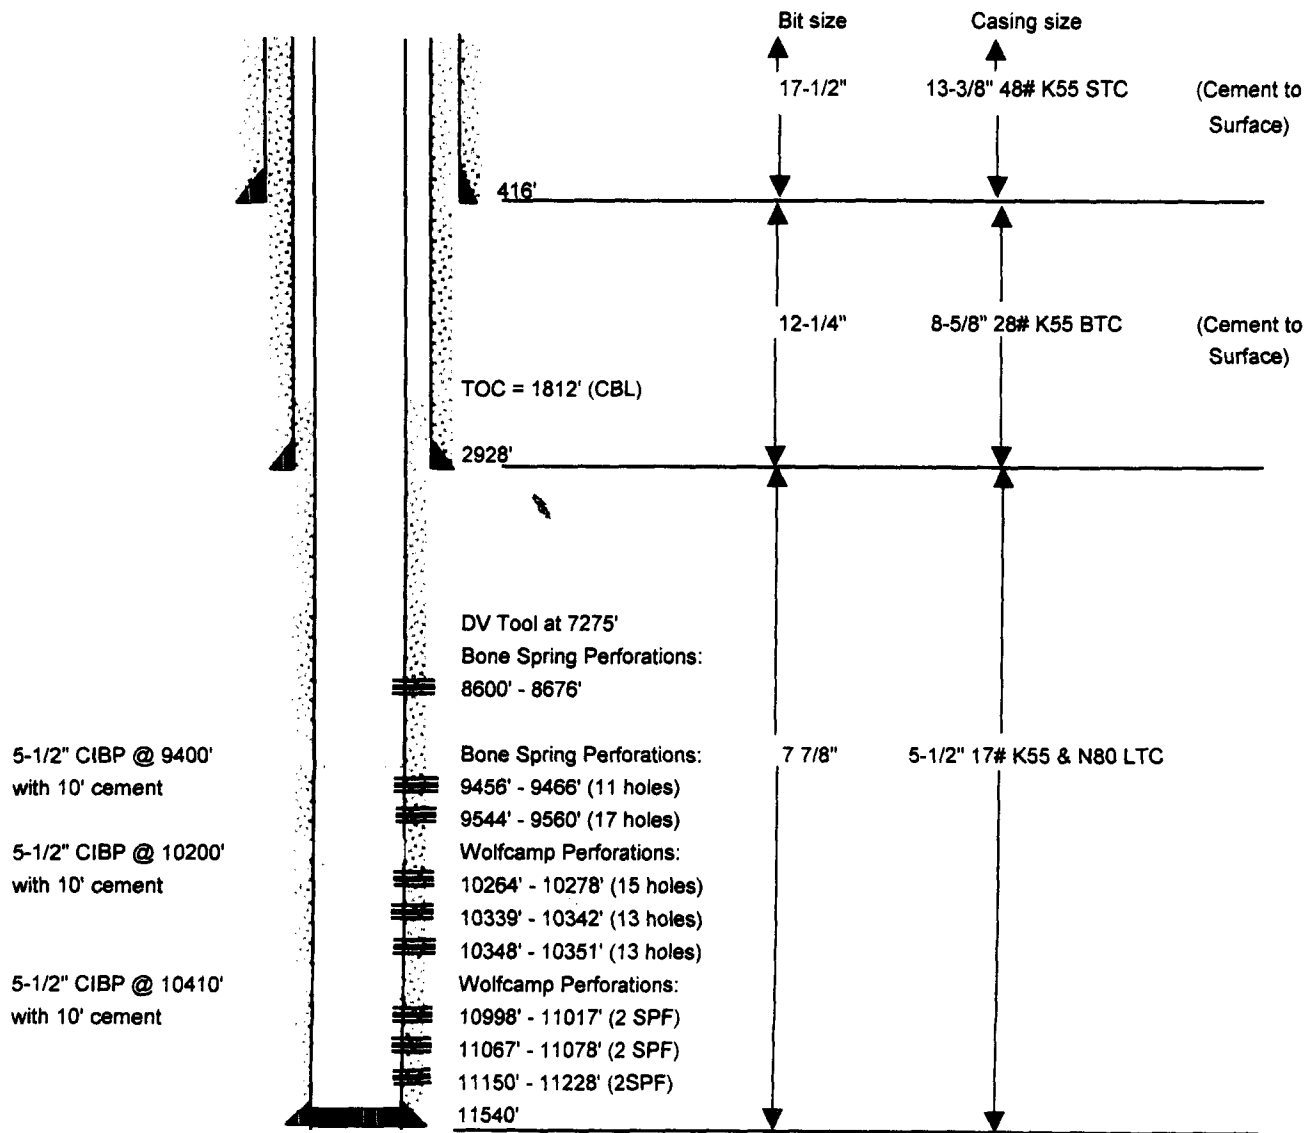 Bit size Casing size
17-1/2" 13-3/8" 48# K55 STC (Cement to
Surface)
416'
12-1/4" 8-5/8" 28# K55 BTC (Cement to
Surface)
TOC = 1812' (CBL)
2928'
DV Tool at 7275'
Bone Spring Perforations:
8600' - 8676'
5-1/2" CIBP @ 9400' Bone Spring Perforations: 7 7/8" 5-1/2" 17# K55 & N80 LTC
with 10' cement 9456' - 9466' (11 holes)
9544' - 9560' (17 holes)
5-1/2" CIBP @ 10200' Wolfcamp Perforations:
with 10' cement 10264' - 10278' (15 holes)
10339' - 10342' (13 holes)
10348' - 10351' (13 holes)
5-1/2" CIBP @ 10410' Wolfcamp Perforations:
with 10' cement 10998' - 11017' (2 SPF)
11067' - 11078' (2 SPF)
11150' - 11228' (2SPF)
11540'